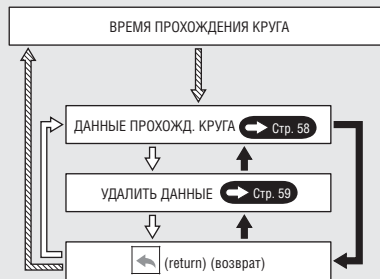 ВРЕМЯ ПРОХОЖДЕНИЯ КРУГА
ДАННЫЕ ПРОХОЖД. КРУГА Стр. 58
УДАЛИТЬ ДАННЫЕ Стр. 59
(return) (возврат)